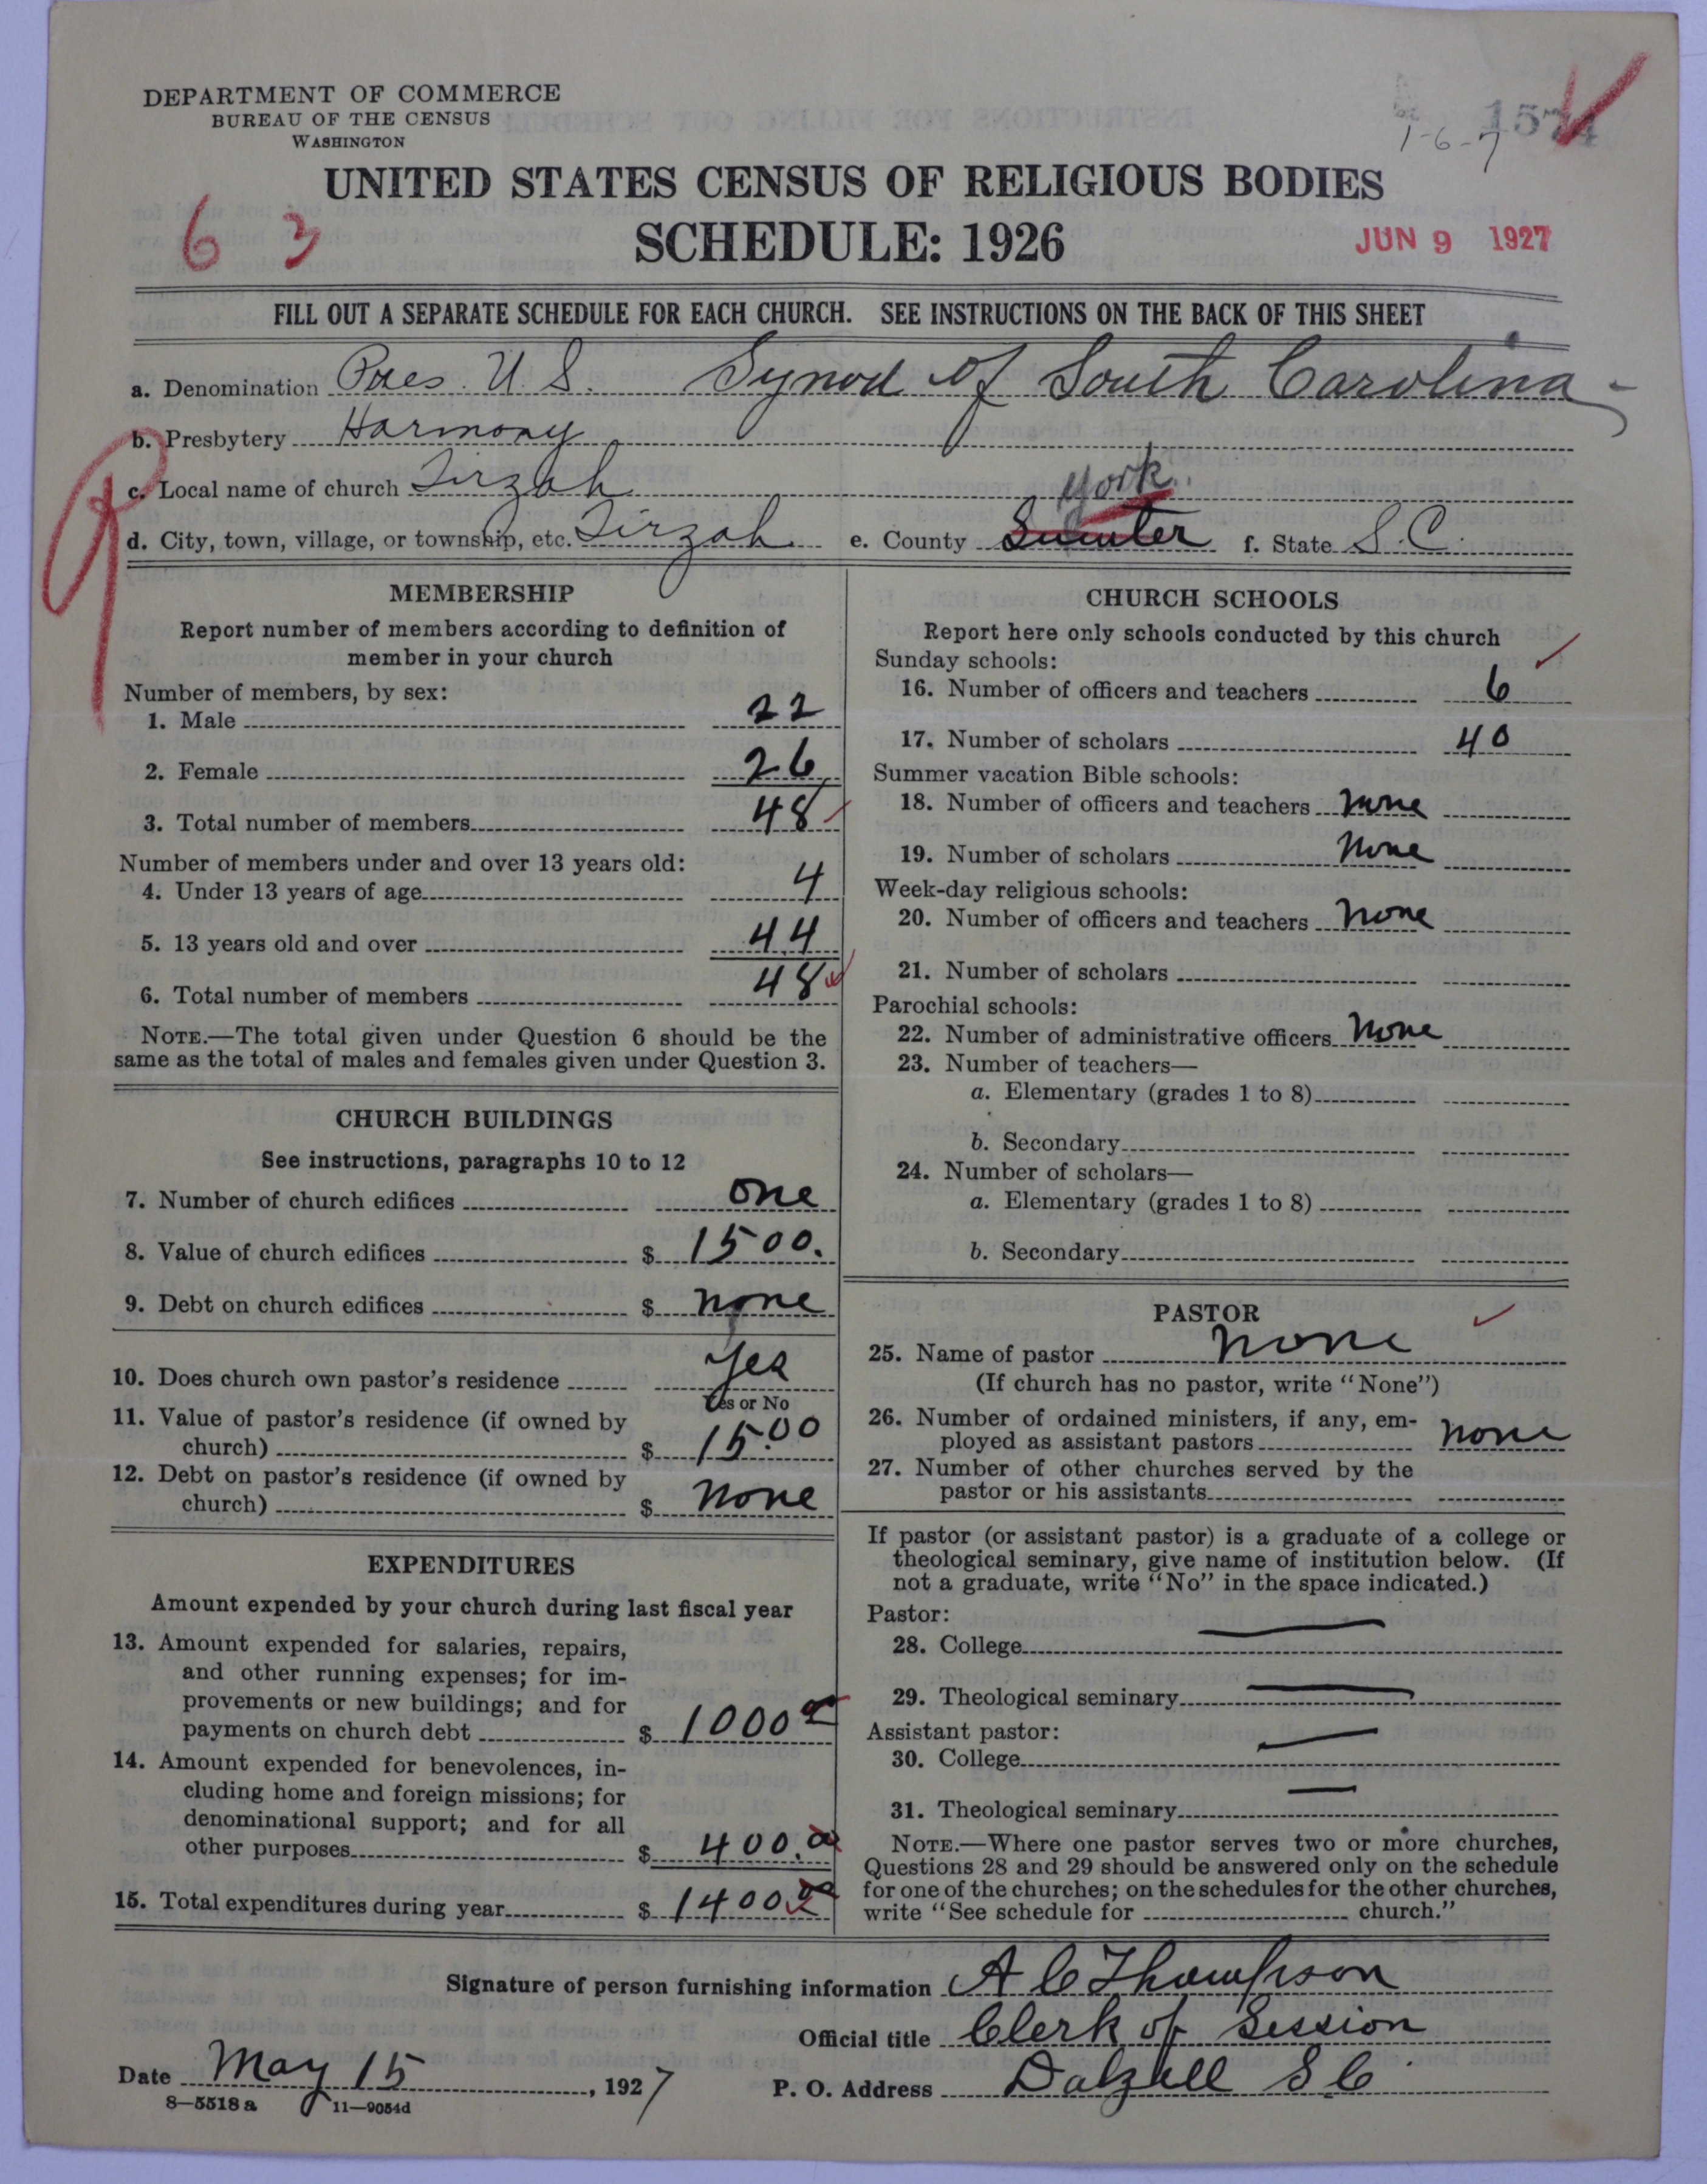 DEPARTMENT OF COMMERCE
BUREAU OF THE CENSUS
WASHINGTON
1574
1-6-7
UNITED STATES CENSUS OF RELIGIOUS BODIES
SCHEDULE: 1926
6 3
JUN 9 1927
FILL OUT A SEPARATE SCHEDULE FOR EACH CHURCH. SEE INSTRUCTIONS ON THE BACK OF THIS SHEET
a. Denomination Pres. U. S. Synod of South Carolina
b. Presbytery Harmony
c. Local name of church Tirzah
York
d. City, town, village, or township, etc. Tirzah e. County Sumter f. State S.C.
MEMBERSHIP
Report number of members according to definition of
member in your church
Number of members, by sex:
1. Male 22
2. Female 26
3. Total number of members 48
Number of members under and over 13 years old:
4. Under 13 years of age 4
5. 13 years old and over 44
6. Total number of members 48
NOTE.—The total given under Question 6 should be the
same as the total of males and females given under Question 3.
CHURCH BUILDINGS
See instructions, paragraphs 10 to 12
7. Number of church edifices one
8. Value of church edifices $ 1500.
9. Debt on church edifices $ none
10. Does church own pastor's residence Yes
Yes or No
11. Value of pastor's residence (if owned by
church) $ 1500
12. Debt on pastor's residence (if owned by
church) $ none
EXPENDITURES
Amount expended by your church during last fiscal year
13. Amount expended for salaries, repairs,
and other running expenses; for im-
provements or new buildings; and for
payments on church debt $ 1000 00
14. Amount expended for benevolences, in-
cluding home and foreign missions; for
denominational support; and for all
other purposes $ 400.00
15. Total expenditures during year $ 1400 00
CHURCH SCHOOLS
Report here only schools conducted by this church
Sunday schools:
16. Number of officers and teachers 6
17. Number of scholars 40
Summer vacation Bible schools:
18. Number of officers and teachers none
19. Number of scholars none
Week-day religious schools:
20. Number of officers and teachers none
21. Number of scholars
Parochial schools:
22. Number of administrative officers none
23. Number of teachers—
a. Elementary (grades 1 to 8)
b. Secondary
24. Number of scholars—
a. Elementary (grades 1 to 8)
b. Secondary
PASTOR
25. Name of pastor none
(If church has no pastor, write "None")
26. Number of ordained ministers, if any, em-
ployed as assistant pastors none
27. Number of other churches served by the
pastor or his assistants
If pastor (or assistant pastor) is a graduate of a college or
theological seminary, give name of institution below. (If
not a graduate, write "No" in the space indicated.)
Pastor:
28. College —
29. Theological seminary —
Assistant pastor:
30. College —
31. Theological seminary —
NOTE.—Where one pastor serves two or more churches,
Questions 28 and 29 should be answered only on the schedule
for one of the churches; on the schedules for the other churches,
write "See schedule for church."
Signature of person furnishing information A C Thompson
Official title Clerk of Session
Date May 15, 1927 P. O. Address Dalzell S C
8—5518 a 11—9054d